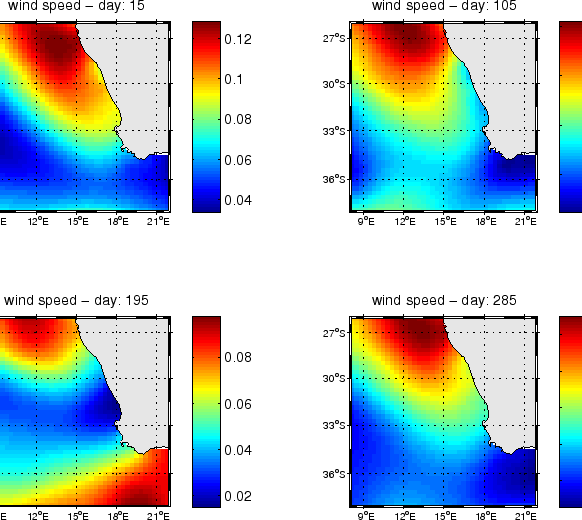 wind speed – day: 15
wind speed – day: 105
0.12
0.1
0.08
0.06
0.04
27°S
30°S
33°S
36°S
E 12°E 15°E 18°E 21°E
9°E 12°E 15°E 18°E 21°E
wind speed – day: 195
wind speed – day: 285
0.08
0.06
0.04
0.02
27°S
30°S
33°S
36°S
E 12°E 15°E 18°E 21°E
9°E 12°E 15°E 18°E 21°E